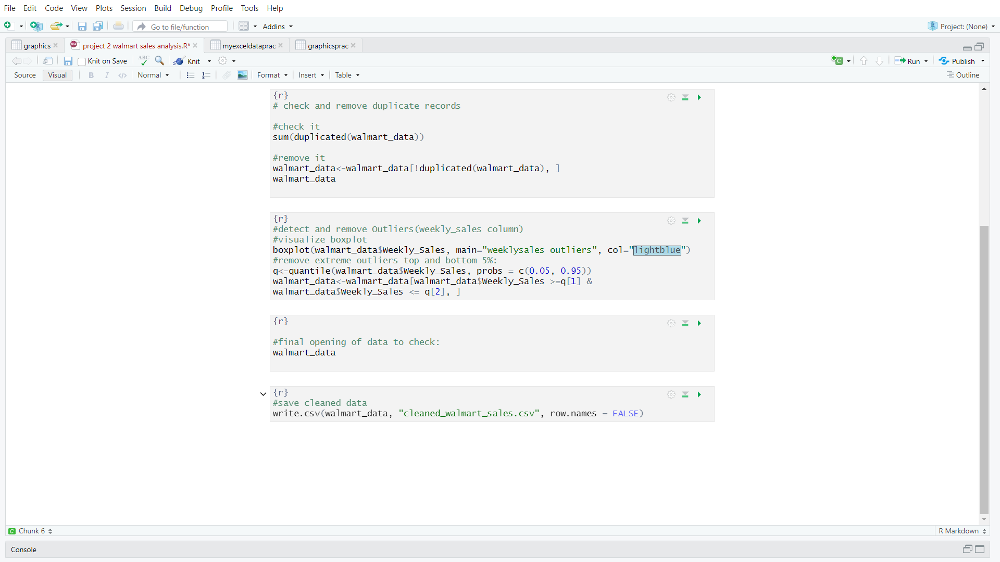 File Edit Code View Plots Session Build Debug Profile Tools Help
Go to file/function Addins Project: (None)
graphics project 2 walmart sales analysis.R* myexceldataprac graphicsprac
Knit on Save ABC Knit Run Publish
Source Visual B I </> Normal Format Insert Table Outline
{r}
# check and remove duplicate records
#check it
sum(duplicated(walmart_data))
#remove it
walmart_data<-walmart_data[!duplicated(walmart_data), ]
walmart_data
{r}
#detect and remove Outliers(weekly_sales column)
#visualize boxplot
boxplot(walmart_data$Weekly_Sales, main="weeklysales outliers", col="lightblue")
#remove extreme outliers top and bottom 5%:
q<-quantile(walmart_data$Weekly_Sales, probs = c(0.05, 0.95))
walmart_data<-walmart_data[walmart_data$Weekly_Sales >=q[1] &
walmart_data$Weekly_Sales <= q[2], ]
{r}
#final opening of data to check:
walmart_data
{r}
#save cleaned data
write.csv(walmart_data, "cleaned_walmart_sales.csv", row.names = FALSE)
C Chunk 6 R Markdown
Console